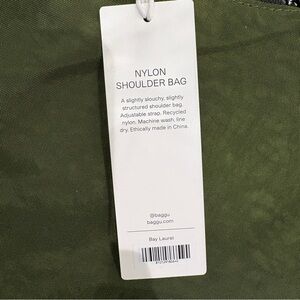 NYLON
SHOULDER BAG
A slightly slouchy, slightly
structured shoulder bag.
Adjustable strap. Recycled
nylon. Machine wash, line
dry. Ethically made in China.
@baggu
baggu.com
Bay Laurel